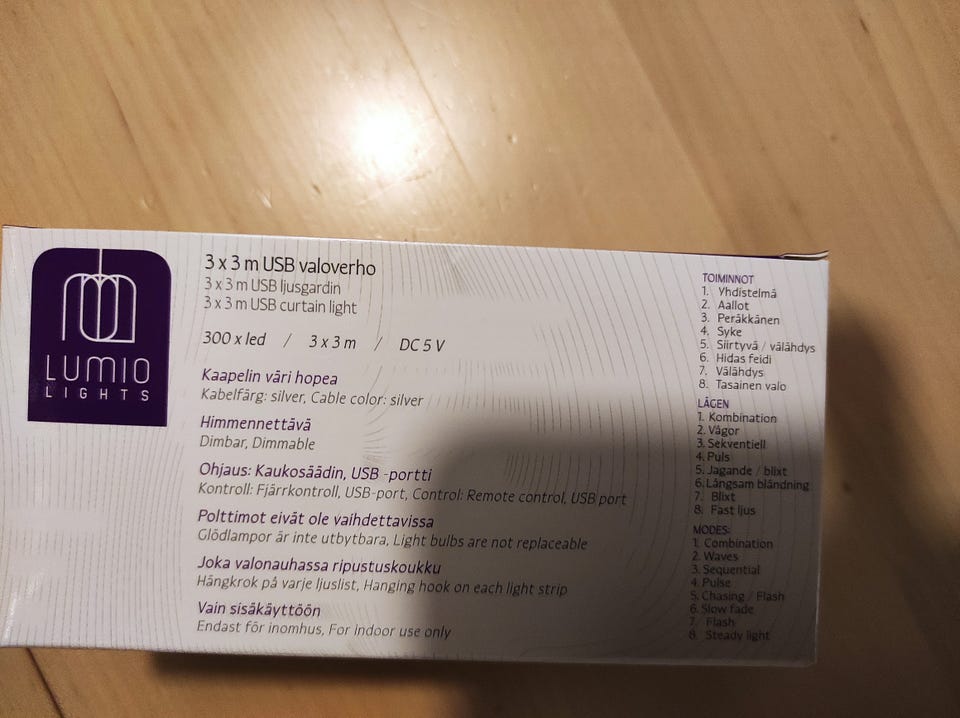 LUMIO
LIGHTS
3 x 3 m USB valoverho
3 x 3 m USB ljusgardin
3 x 3 m USB curtain light
300 x led / 3 x 3 m / DC 5 V
Kaapelin väri hopea
Kabelfärg: silver, Cable color: silver
Himmennettävä
Dimbar, Dimmable
Ohjaus: Kaukosäädin, USB -portti
Kontroll: Fjärrkontroll, USB-port, Control: Remote control, USB port
Polttimot eivät ole vaihdettavissa
Glödlampor är inte utbytbara, Light bulbs are not replaceable
Joka valonauhassa ripustuskoukku
Hängkrok på varje ljuslist, Hanging hook on each light strip
Vain sisäkäyttöön
Endast för inomhus, For indoor use only
TOIMINNOT
1. Yhdistelmä
2. Aallot
3. Peräkkänen
4. Syke
5. Siirtyvä / välähdys
6. Hidas feidi
7. Välähdys
8. Tasainen valo
LÄGEN
1. Kombination
2. Vågor
3. Sekventiell
4. Puls
5. Jagande / blixt
6. Långsam bländning
7. Blixt
8. Fast ljus
MODES:
1. Combination
2. Waves
3. Sequential
4. Pulse
5. Chasing / Flash
6. Slow fade
7. Flash
8. Steady light